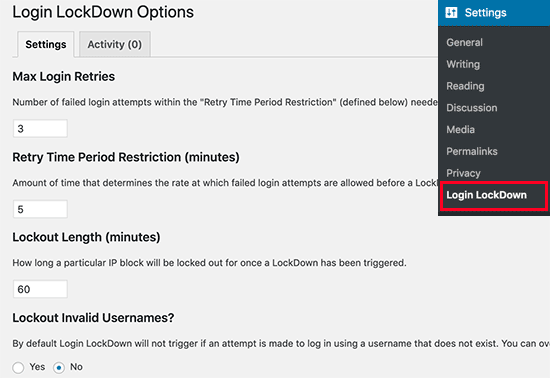 Login LockDown Options
Settings
Activity (0)
Max Login Retries
Number of failed login attempts within the "Retry Time Period Restriction" (defined below) neede
3
Retry Time Period Restriction (minutes)
Amount of time that determines the rate at which failed login attempts are allowed before a Lock
5
Lockout Length (minutes)
How long a particular IP block will be locked out for once a LockDown has been triggered.
60
Lockout Invalid Usernames?
By default Login LockDown will not trigger if an attempt is made to log in using a username that does not exist. You can ov
Yes No
Settings
General
Writing
Reading
Discussion
Media
Permalinks
Privacy
Login LockDown